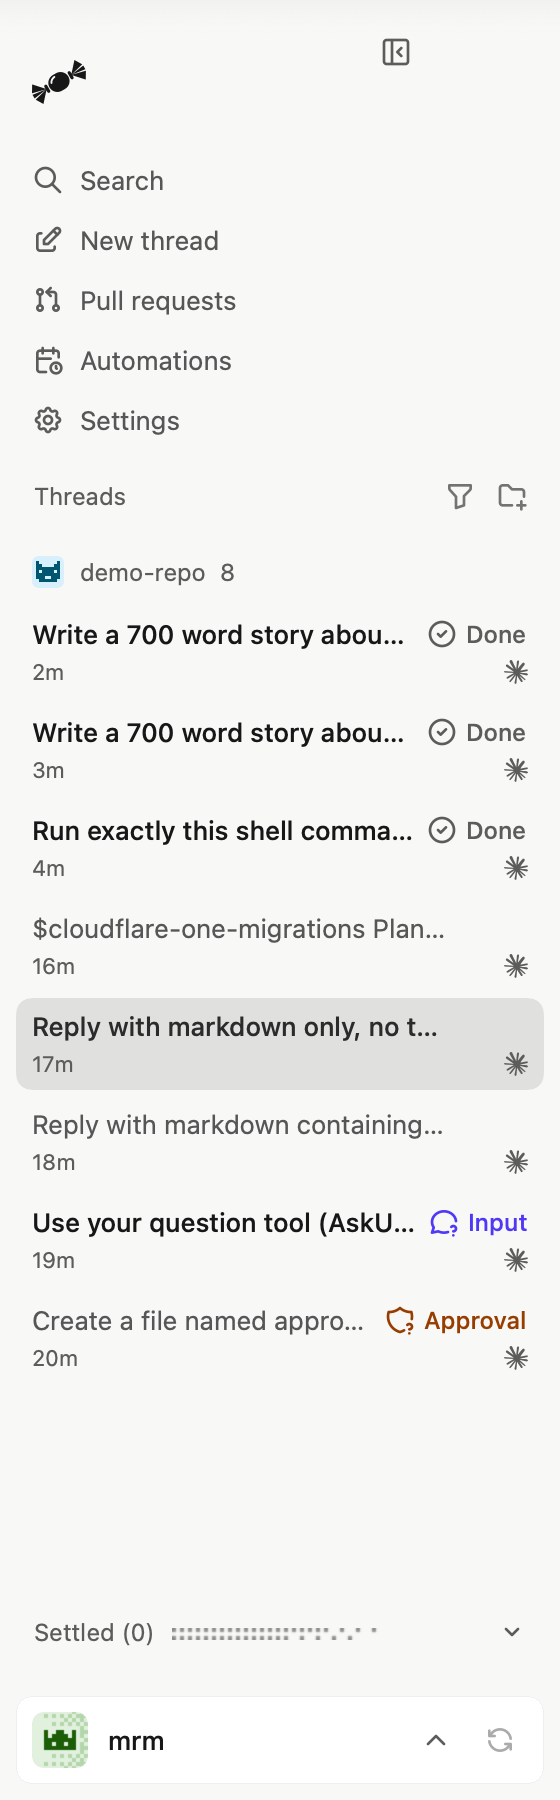 Search
New thread
Pull requests
Automations
Settings
Threads
demo-repo 8
Write a 700 word story abou... Done
2m
Write a 700 word story abou... Done
3m
Run exactly this shell comma... Done
4m
$cloudflare-one-migrations Plan...
16m
Reply with markdown only, no t...
17m
Reply with markdown containing...
18m
Use your question tool (AskU... Input
19m
Create a file named appro... Approval
20m
Settled (0)
mrm